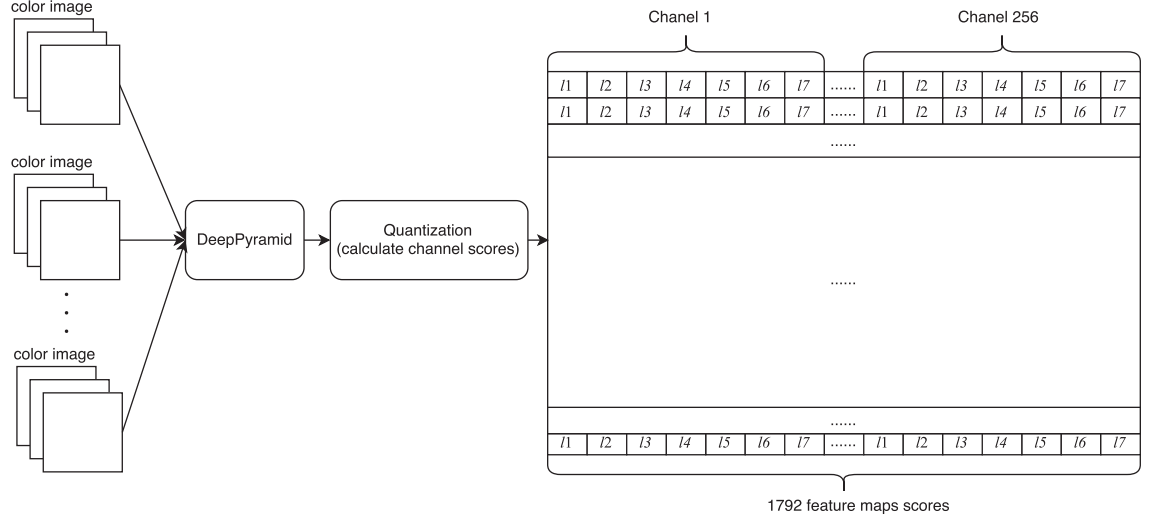 color image
Chanel 1
Chanel 256
l1 l2 l3 l4 l5 l6 l7 ...... l1 l2 l3 l4 l5 l6 l7
l1 l2 l3 l4 l5 l6 l7 ...... l1 l2 l3 l4 l5 l6 l7
......
color image
DeepPyramid
Quantization
(calculate channel scores)
......
color image
......
l1 l2 l3 l4 l5 l6 l7 ...... l1 l2 l3 l4 l5 l6 l7
1792 feature maps scores